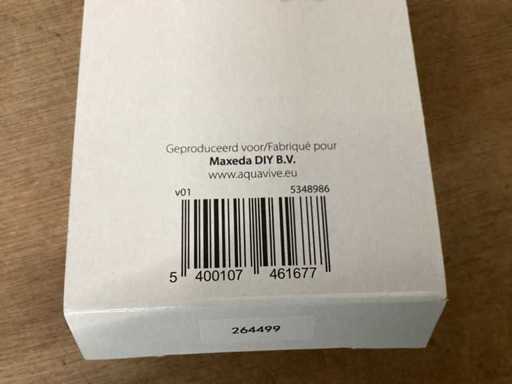 Geproduceerd voor/Fabriqué pour
Maxeda DIY B.V.
www.aquavive.eu
v01 5348986
5 400107 461677
264499